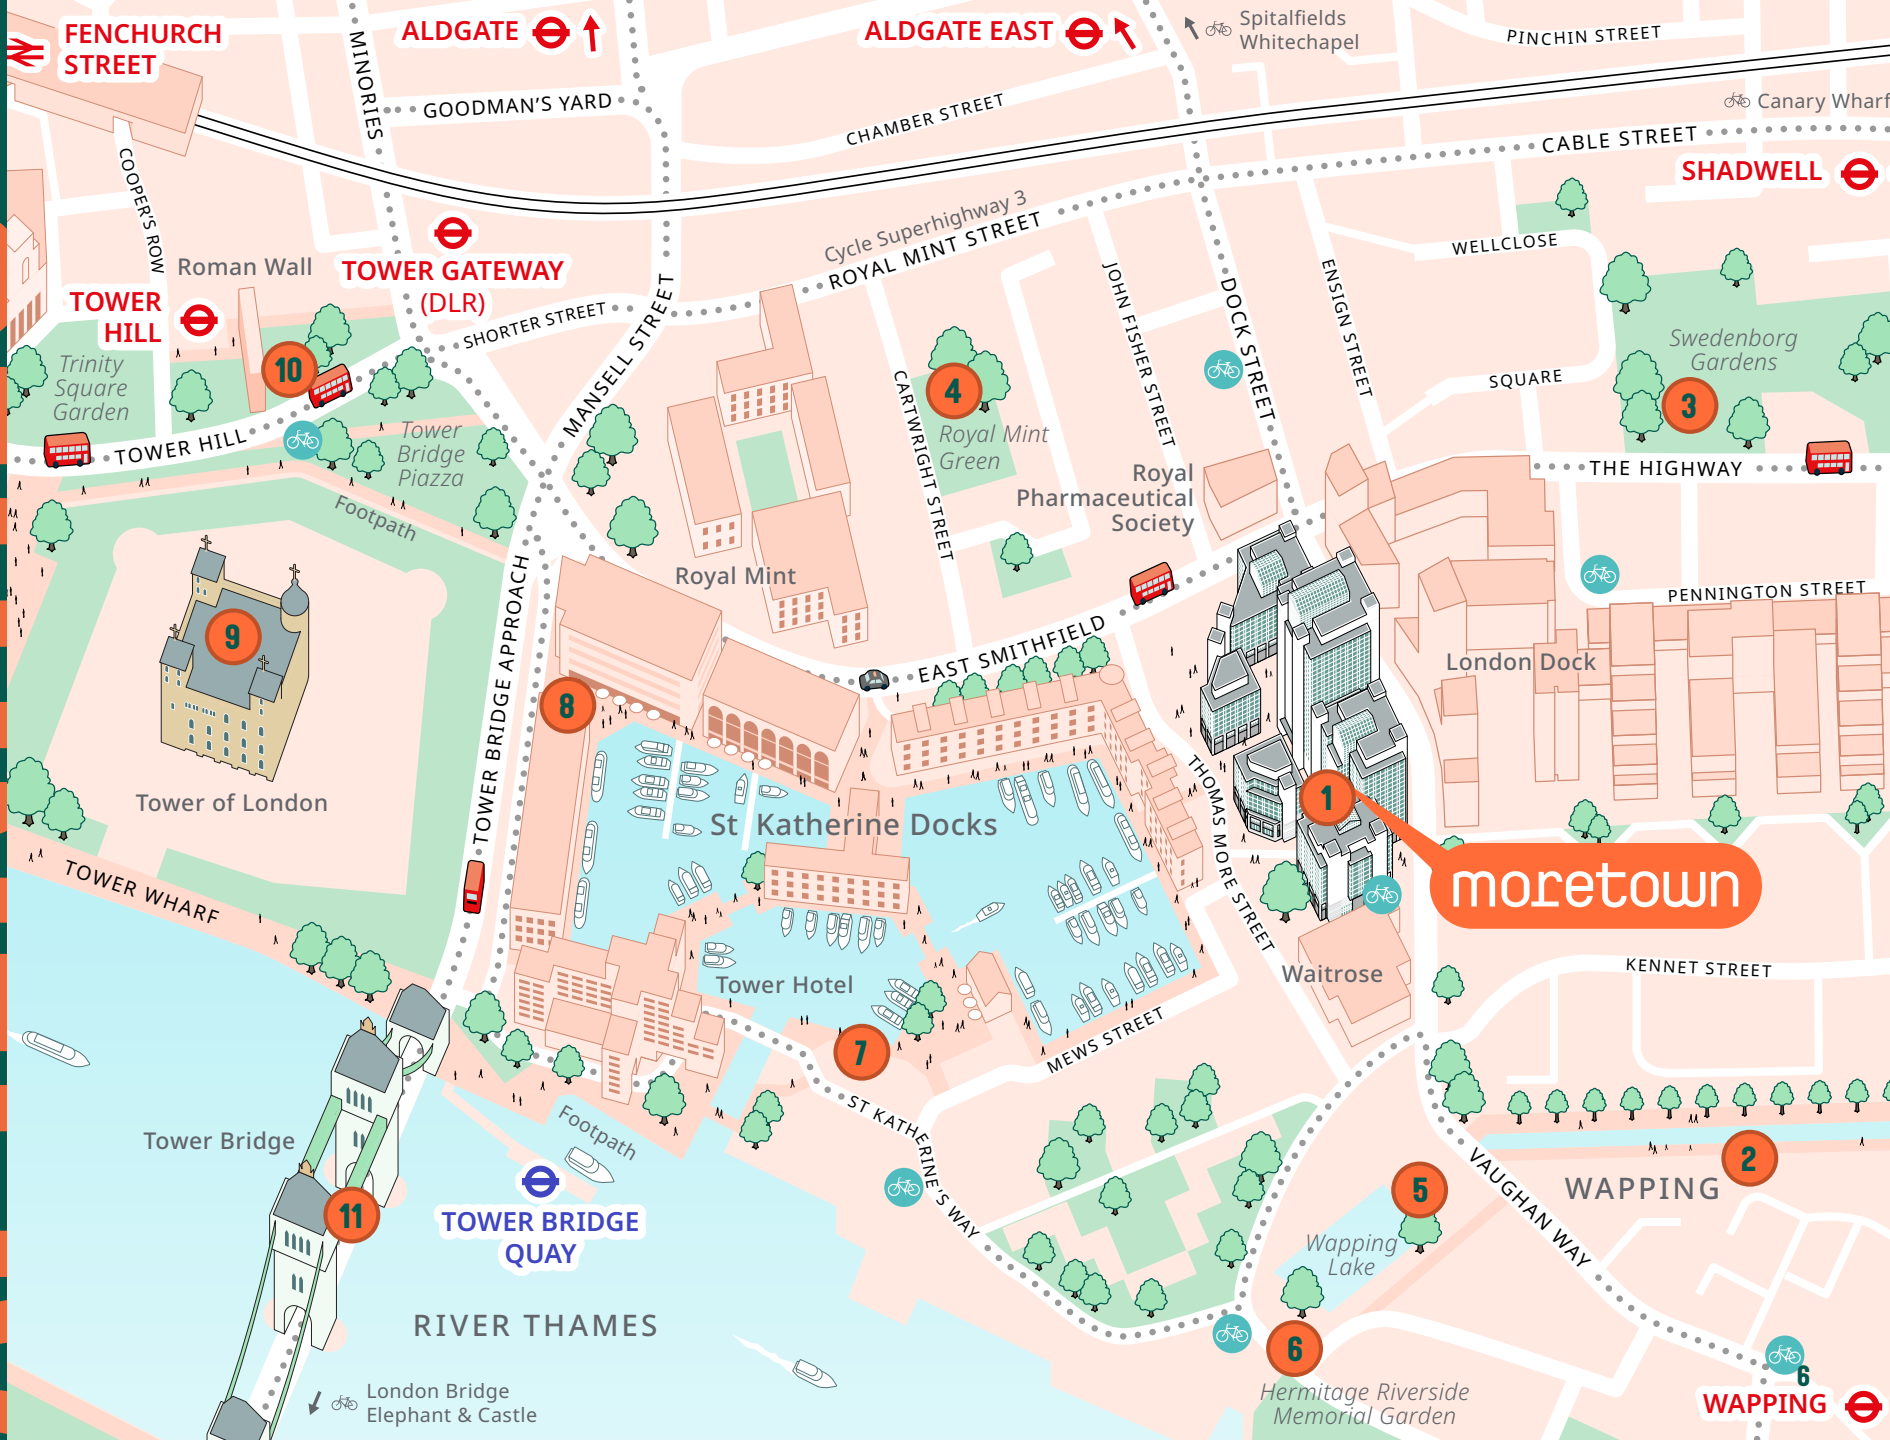 FENCHURCH
STREET
MINORIES
ALDGATE
ALDGATE EAST
Spitalfields
Whitechapel
PINCHIN STREET
GOODMAN'S YARD
CHAMBER STREET
Canary Wharf
CABLE STREET
SHADWELL
COOPER'S ROW
Roman Wall
TOWER GATEWAY
(DLR)
TOWER
HILL
Cycle Superhighway 3
ROYAL MINT STREET
WELLCLOSE
SHORTER STREET
MANSELL STREET
JOHN FISHER STREET
DOCK STREET
ENSIGN STREET
Trinity
Square
Garden
10
Swedenborg
Gardens
SQUARE
3
4
CARTWRIGHT STREET
Royal Mint
Green
TOWER HILL
Tower
Bridge
Piazza
Footpath
Royal
Pharmaceutical
Society
THE HIGHWAY
Royal Mint
PENNINGTON STREET
TOWER BRIDGE APPROACH
9
EAST SMITHFIELD
London Dock
8
Tower of London
St Katherine Docks
THOMAS MORE STREET
1
moretown
TOWER WHARF
Tower Hotel
Waitrose
KENNET STREET
7
MEWS STREET
ST KATHERINE'S WAY
Footpath
Tower Bridge
11
TOWER BRIDGE
QUAY
VAUGHAN WAY
2
WAPPING
5
Wapping
Lake
RIVER THAMES
6
Hermitage Riverside
Memorial Garden
London Bridge
Elephant & Castle
6
WAPPING